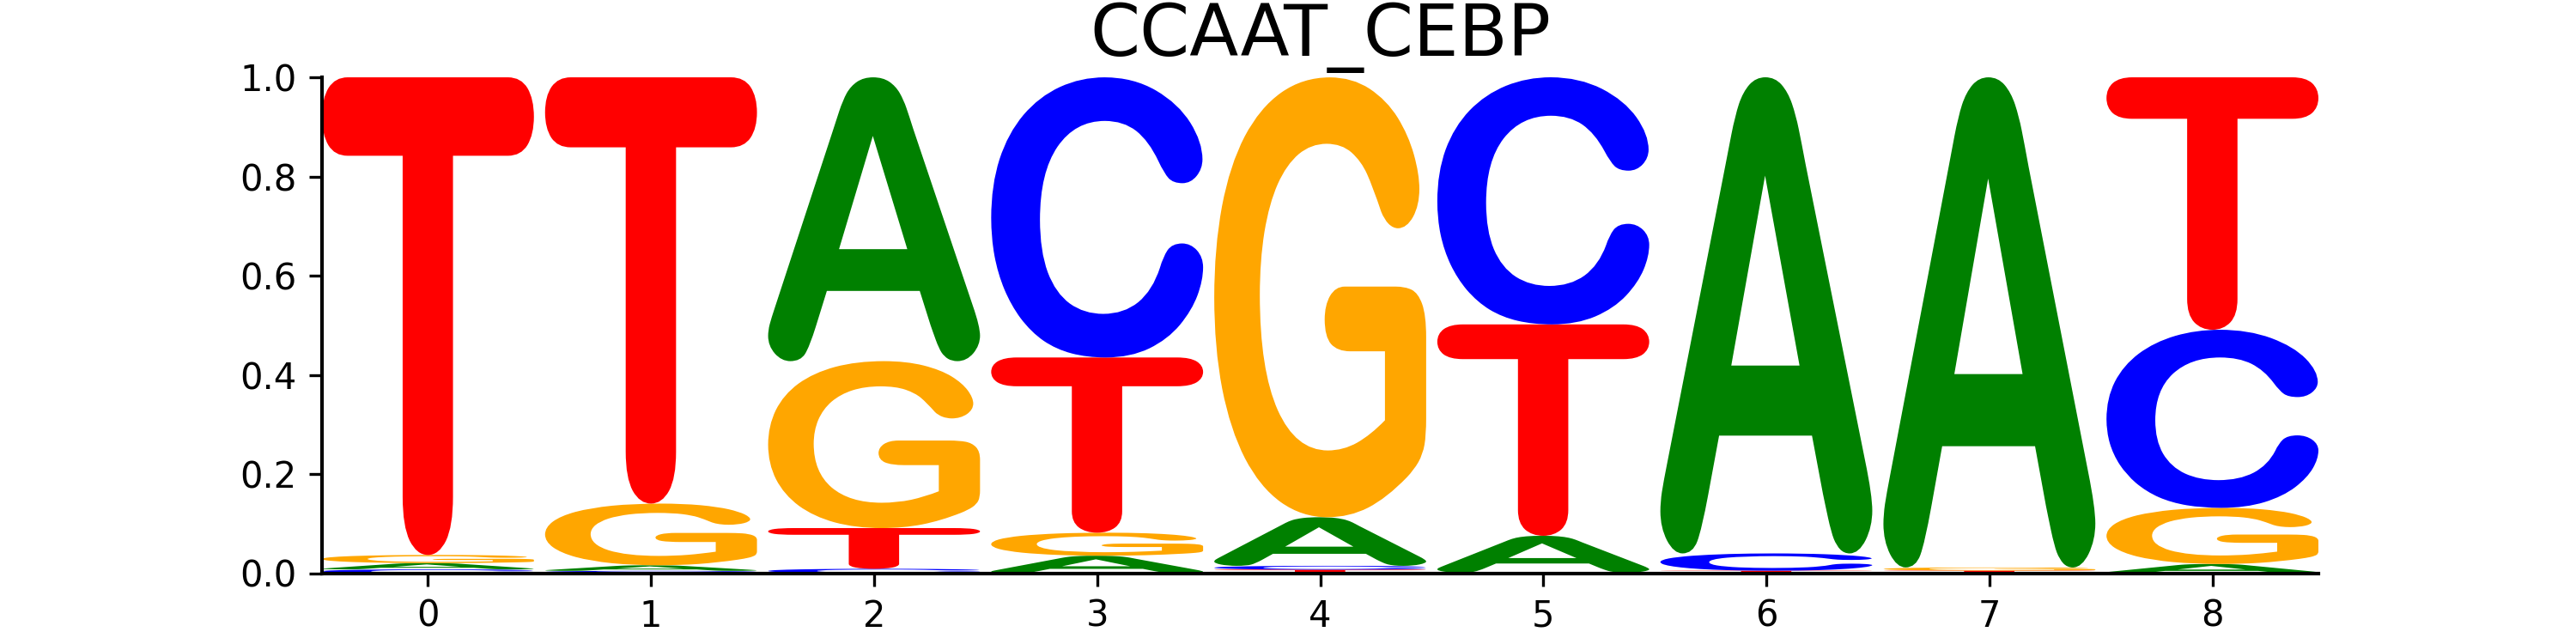 CCAAT_CEBP
1.0
0.8
0.6
0.4
0.2
0.0
T T A C G C A A T
G G T A T C
G T G C T A C G G
A A C A C T A
0 1 2 3 4 5 6 7 8